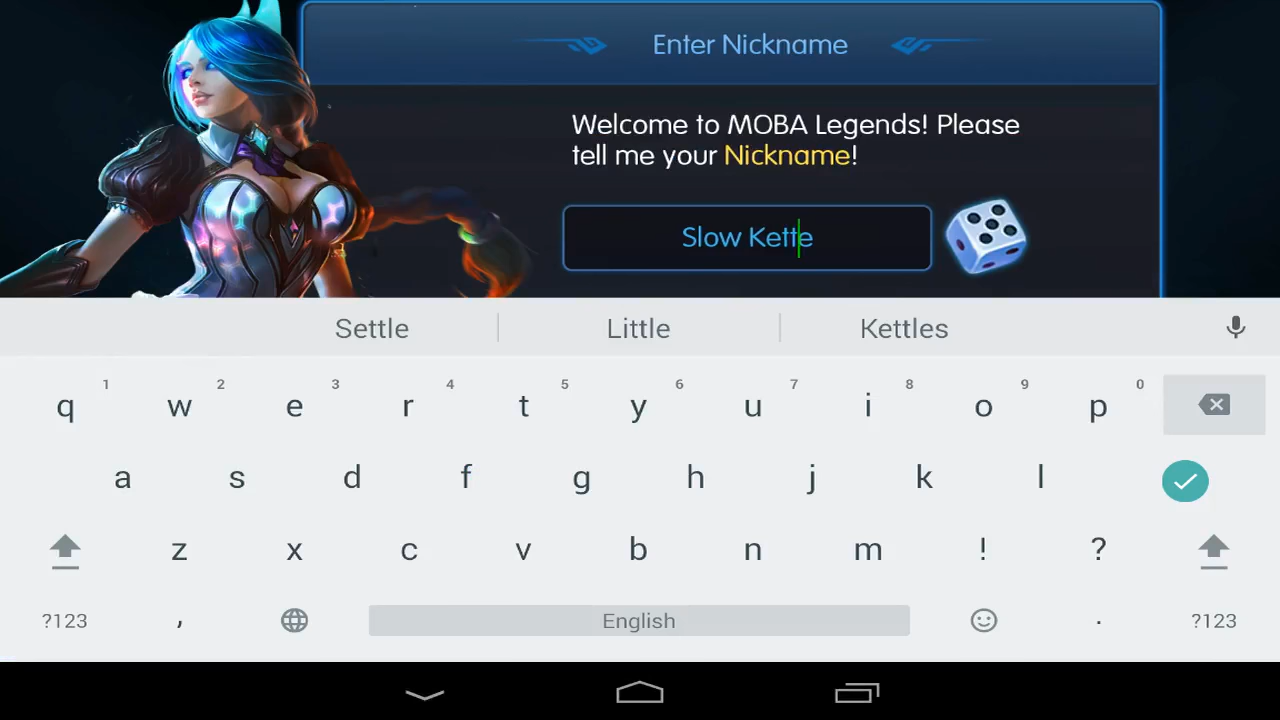 Enter Nickname
Welcome to MOBA Legends! Please
tell me your Nickname!
Slow Kette
Settle Little Kettles
1 2 3 4 5 6 7 8 9 0
q w e r t y u i o p
a s d f g h j k l
z x c v b n m ! ?
?123 , English . ?123